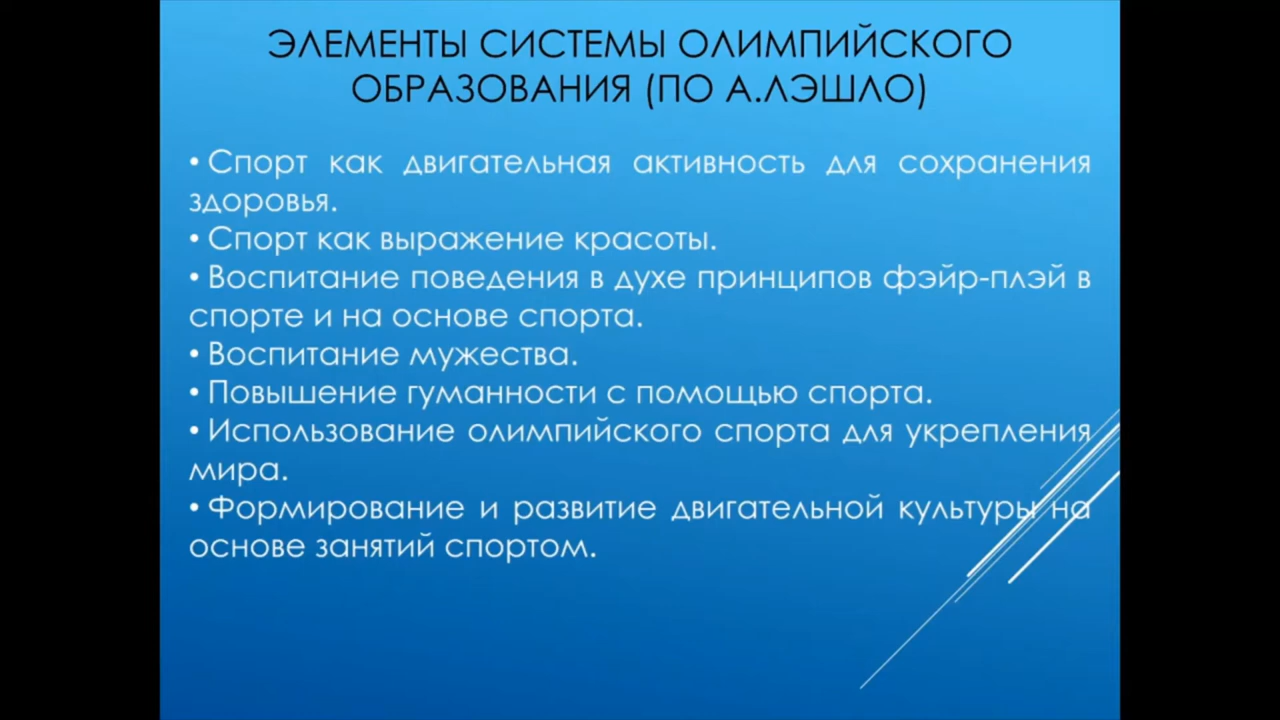 ЭЛЕМЕНТЫ СИСТЕМЫ ОЛИМПИЙСКОГО
ОБРАЗОВАНИЯ (ПО А.ЛЭШЛО)
• Спорт как двигательная активность для сохранения
здоровья.
• Спорт как выражение красоты.
• Воспитание поведения в духе принципов фэйр-плэй в
спорте и на основе спорта.
• Воспитание мужества.
• Повышение гуманности с помощью спорта.
• Использование олимпийского спорта для укрепления
мира.
• Формирование и развитие двигательной культуры на
основе занятий спортом.